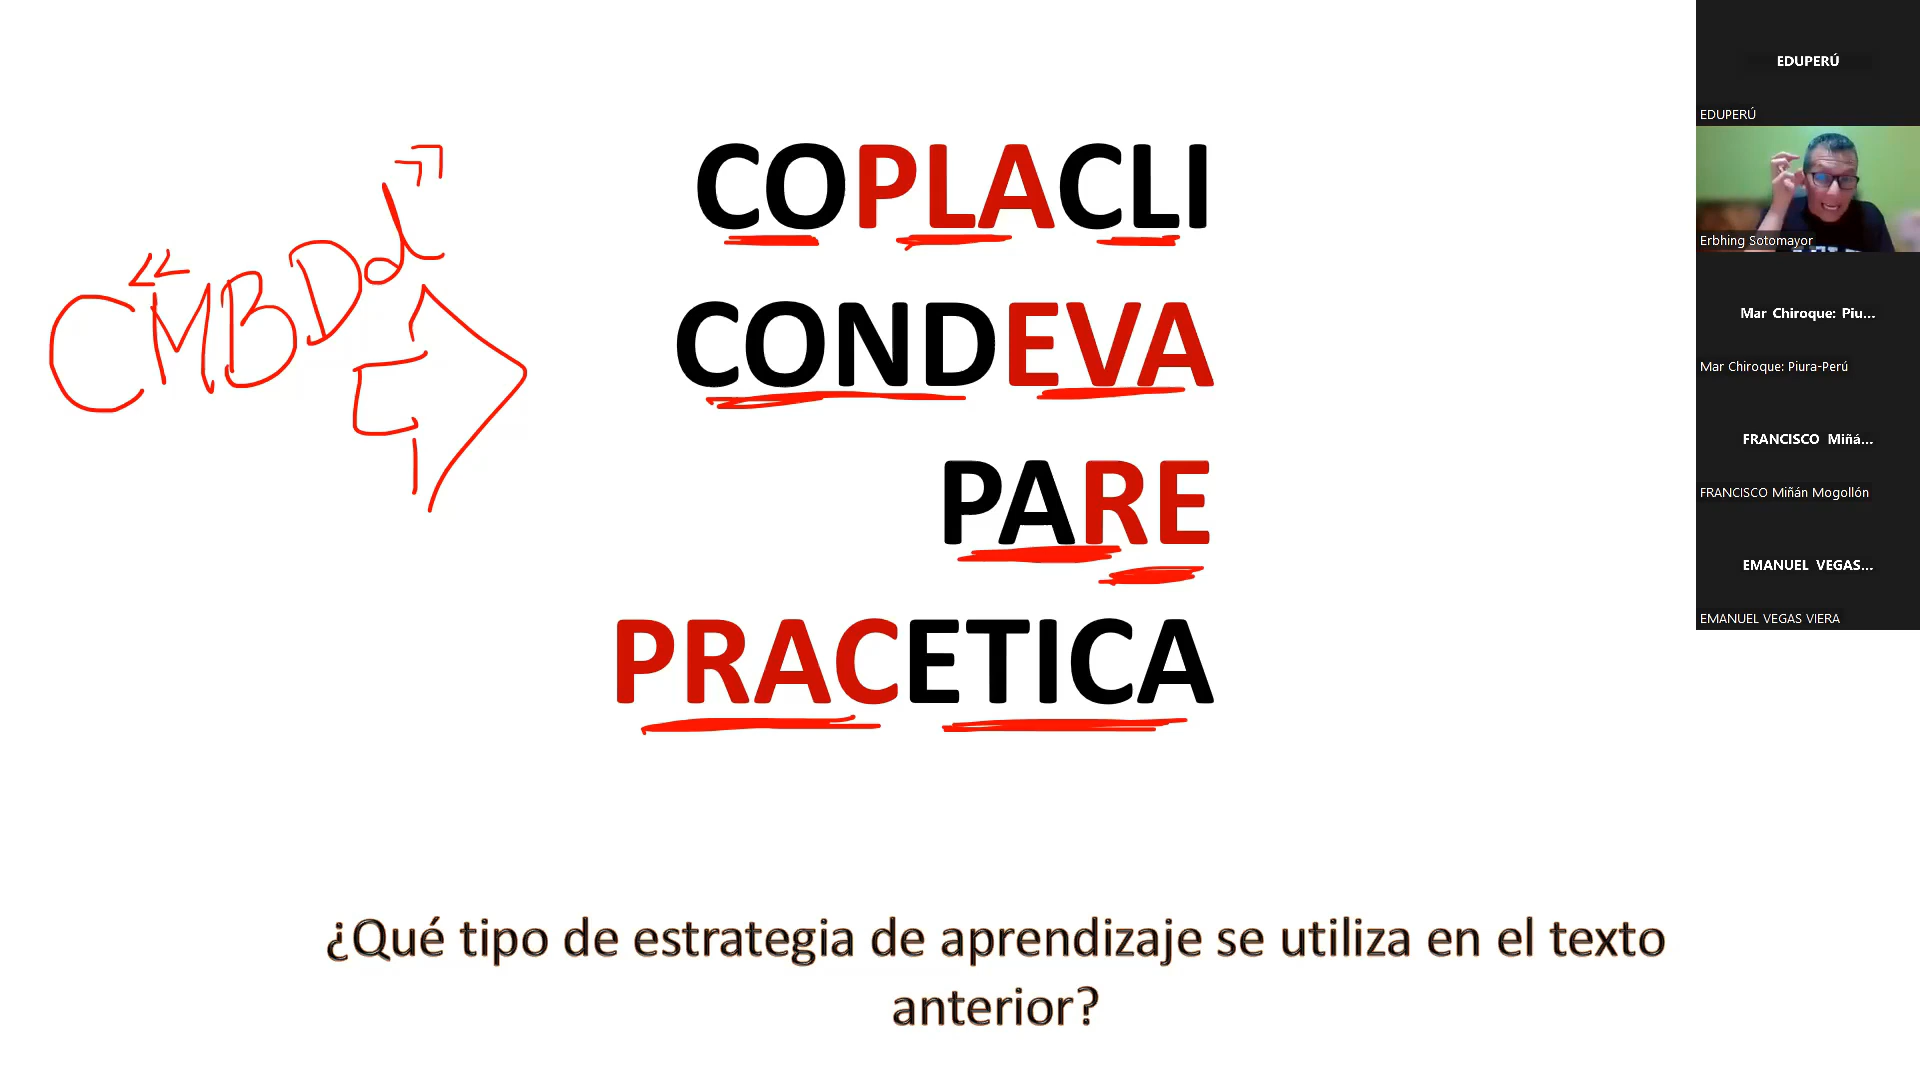 COPLACLI
CONDEVA
PARE
PRACETICA
«CMBDd»
¿Qué tipo de estrategia de aprendizaje se utiliza en el texto
anterior?
EDUPERÚ
EDUPERÚ
Erbhing Sotomayor
Mar Chiroque: Piu...
Mar Chiroque: Piura-Perú
FRANCISCO Miñá...
FRANCISCO Miñán Mogollón
EMANUEL VEGAS...
EMANUEL VEGAS VIERA